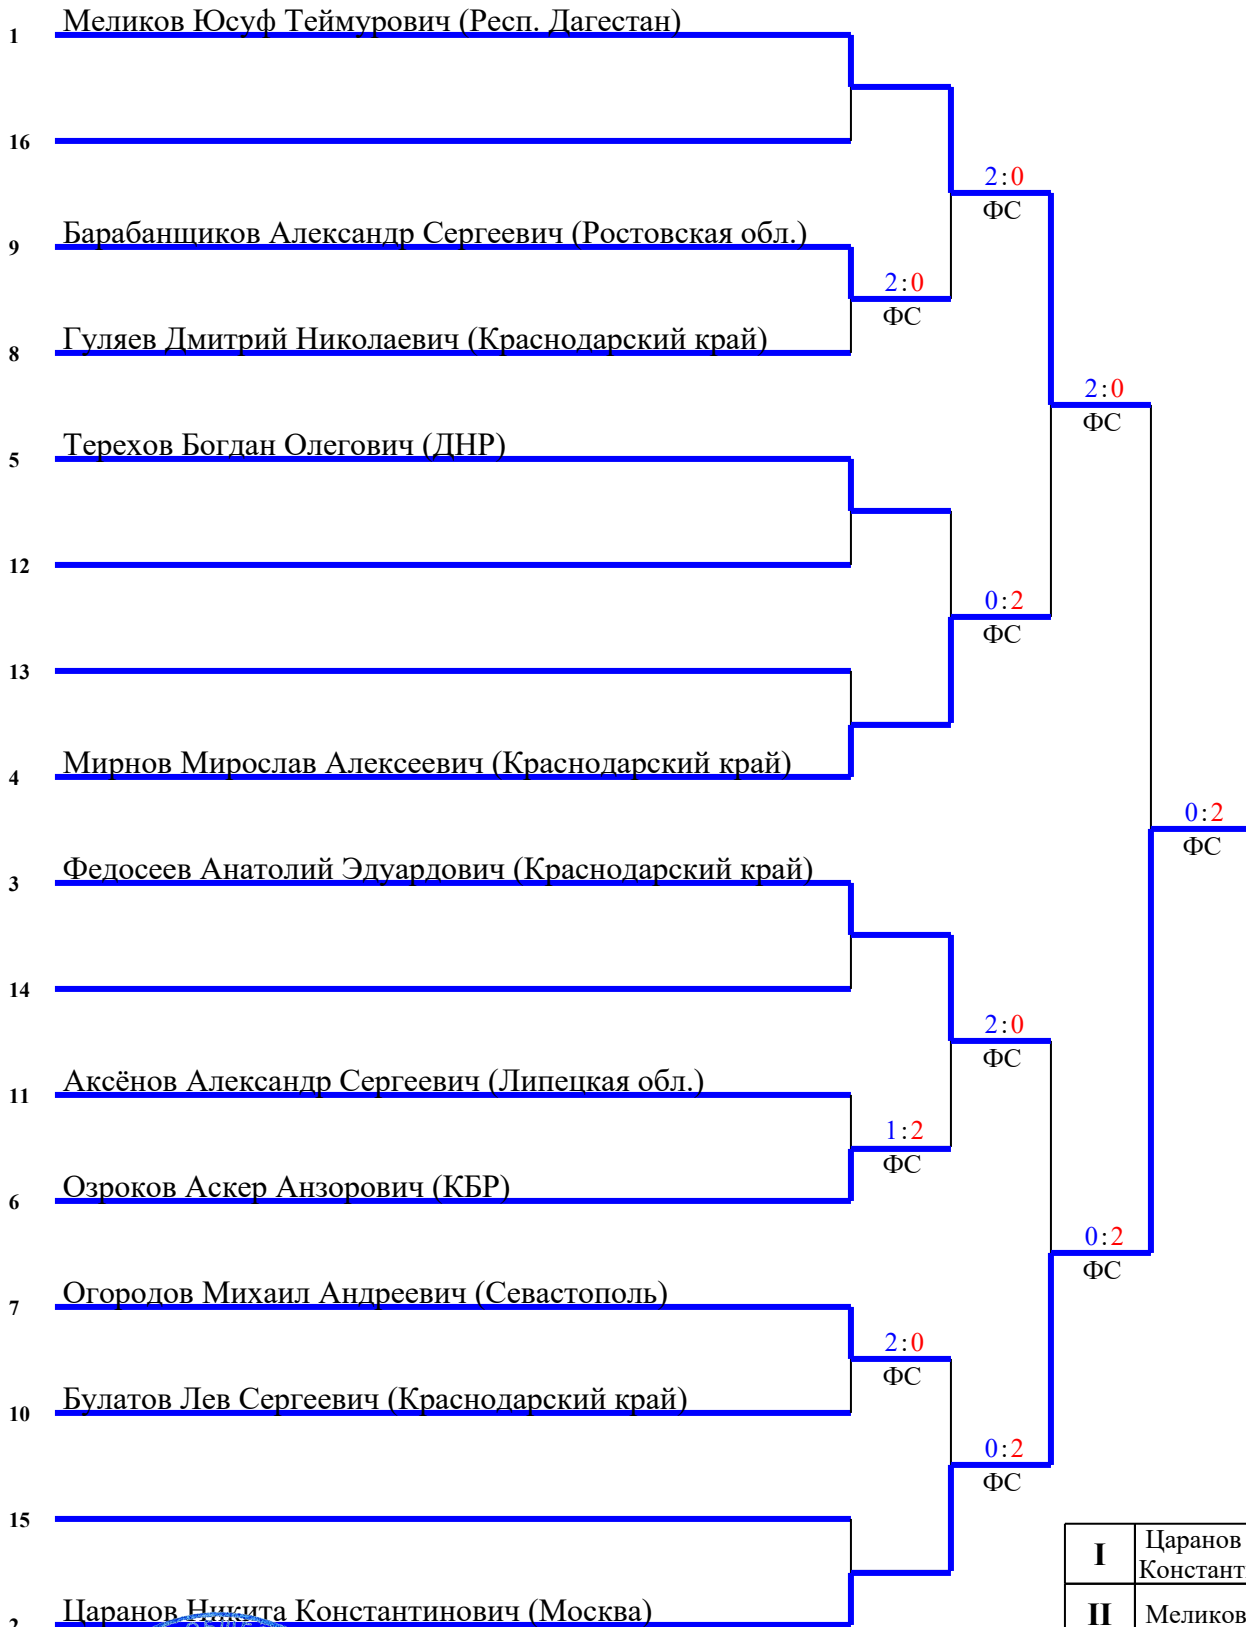 Меликов Юсуф Теймурович (Респ. Дагестан)
1
16
2:0
ФС
Барабанщиков Александр Сергеевич (Ростовская обл.)
9
2:0
ФС
Гуляев Дмитрий Николаевич (Краснодарский край)
8
2:0
ФС
Терехов Богдан Олегович (ДНР)
5
12
0:2
ФС
13
Мирнов Мирослав Алексеевич (Краснодарский край)
4
0:2
ФС
Федосеев Анатолий Эдуардович (Краснодарский край)
3
14
2:0
ФС
Аксёнов Александр Сергеевич (Липецкая обл.)
11
1:2
ФС
Озроков Аскер Анзорович (КБР)
6
0:2
ФС
Огородов Михаил Андреевич (Севастополь)
7
2:0
ФС
Булатов Лев Сергеевич (Краснодарский край)
10
0:2
ФС
15
I Царанов
Констант
Царанов Никита Константинович (Москва)
2
II Меликов